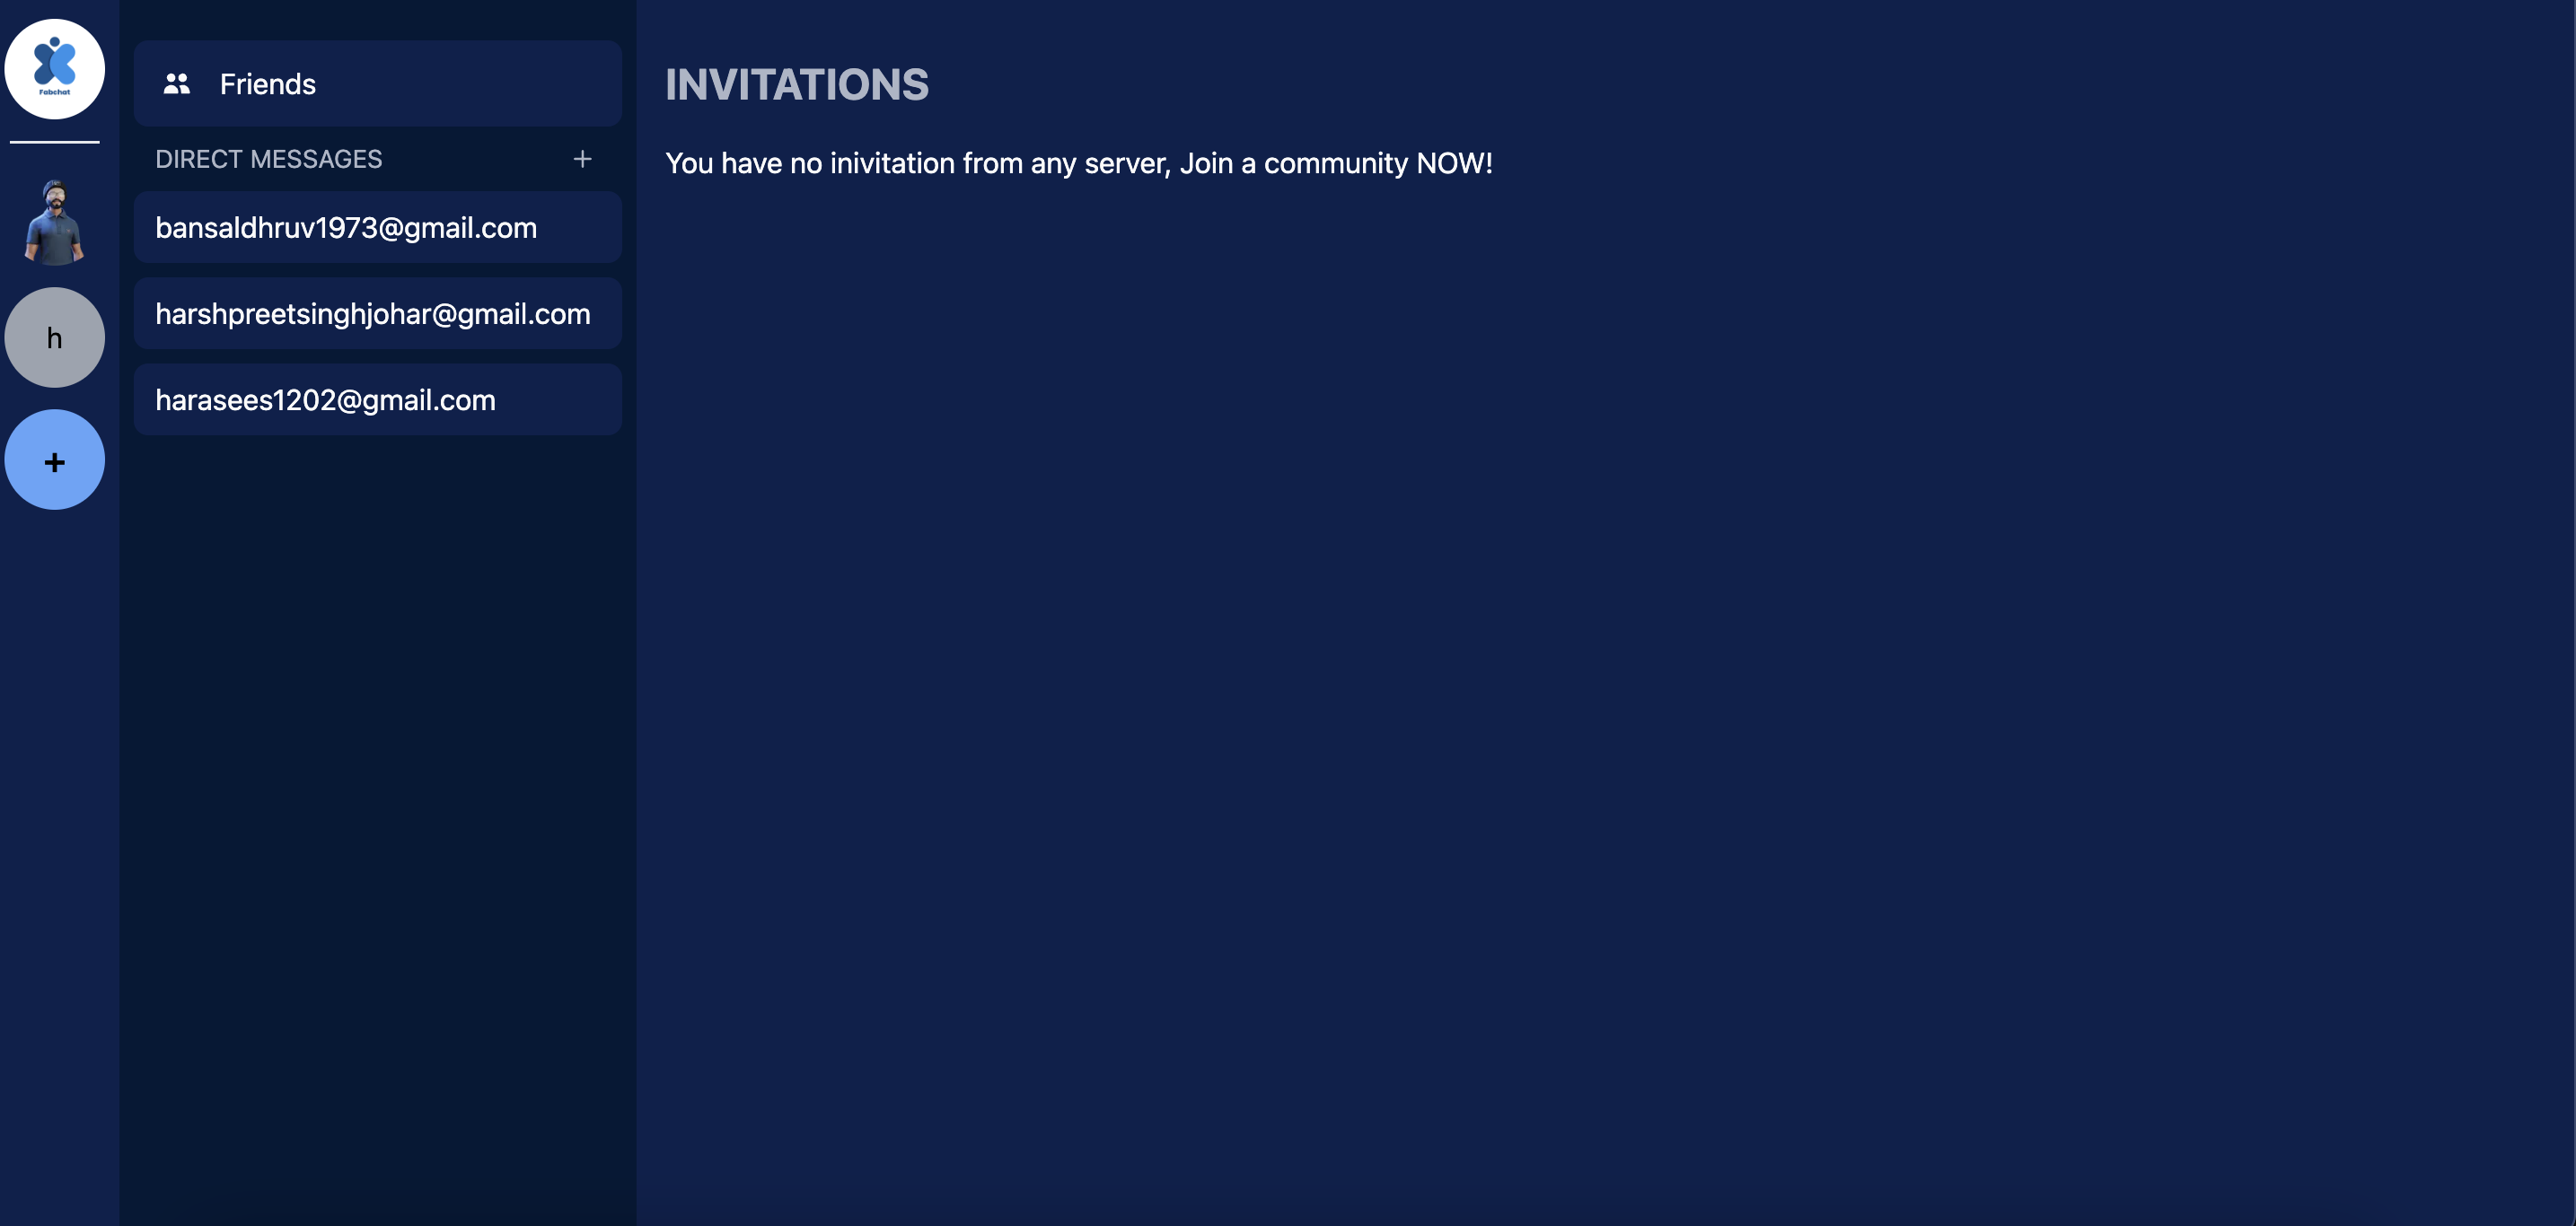 Fabchat
Friends
DIRECT MESSAGES +
bansaldhruv1973@gmail.com
harshpreetsinghjohar@gmail.com
h
harasees1202@gmail.com
+
INVITATIONS
You have no inivitation from any server, Join a community NOW!